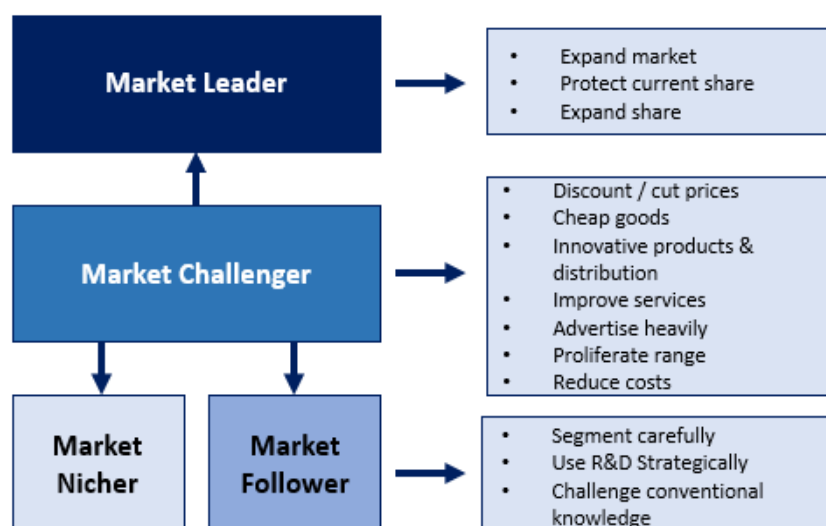 Market Leader
• Expand market
• Protect current share
• Expand share
Market Challenger
• Discount / cut prices
• Cheap goods
• Innovative products &
distribution
• Improve services
• Advertise heavily
• Proliferate range
• Reduce costs
Market
Nicher
Market
Follower
• Segment carefully
• Use R&D Strategically
• Challenge conventional
knowledge